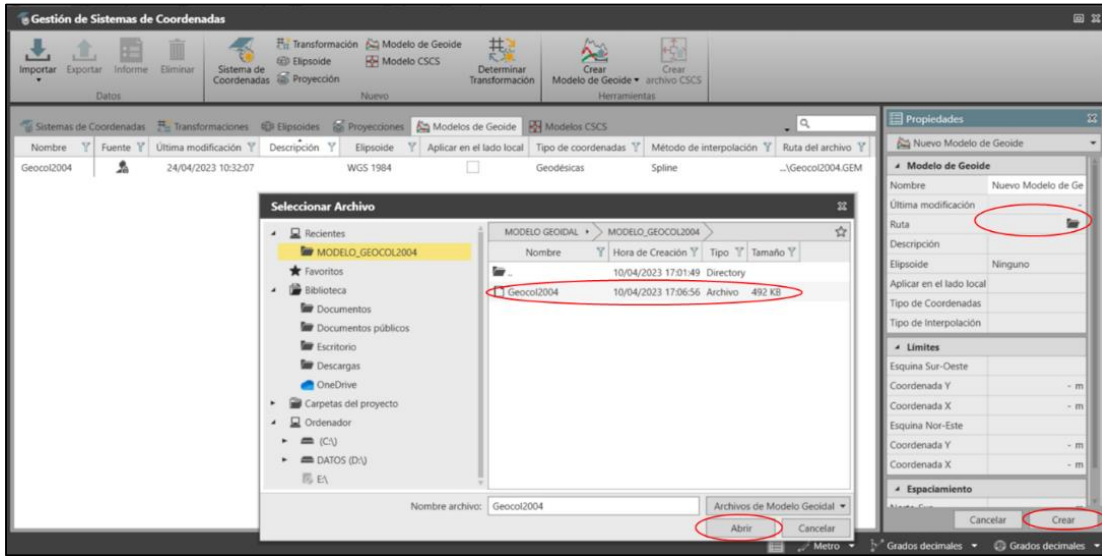 Gestión de Sistemas de Coordenadas
Importar Exportar Informe Eliminar
Datos
Sistema de Coordenadas
Transformación
Elipsoide
Proyección
Modelo de Geoide
Modelo CSCS
Determinar Transformación
Nuevo
Crear Modelo de Geoide
Crear archivo CSCS
Herramientas
Sistemas de Coordenadas Transformaciones Elipsoides Proyecciones Modelos de Geoide Modelos CSCS
Nombre Fuente Última modificación Descripción Elipsoide Aplicar en el lado local Tipo de coordenadas Método de interpolación Ruta del archivo
Geocol2004 24/04/2023 10:32:07 WGS 1984 Geodésicas Spline ...\Geocol2004.GEM
Seleccionar Archivo
Recientes
MODELO_GEOCOL2004
Favoritos
Biblioteca
Documentos
Documentos públicos
Escritorio
Descargas
OneDrive
Carpetas del proyecto
Ordenador
(C:\)
DATOS (D:\)
E:\
MODELO GEOIDAL MODELO_GEOCOL2004
Nombre Hora de Creación Tipo Tamaño
.. 10/04/2023 17:01:49 Directory
Geocol2004 10/04/2023 17:06:56 Archivo 492 KB
Nombre archivo: Geocol2004 Archivos de Modelo Geoidal
Abrir Cancelar
Propiedades
Nuevo Modelo de Geoide
Modelo de Geoide
Nombre Nuevo Modelo de Ge
Última modificación -
Ruta
Descripción
Elipsoide Ninguno
Aplicar en el lado local
Tipo de Coordenadas
Tipo de Interpolación
Límites
Esquina Sur-Oeste
Coordenada Y - m
Coordenada X - m
Esquina Nor-Este
Coordenada Y - m
Coordenada X - m
Espaciamiento
Cancelar Crear
Metro Grados decimales Grados decimales